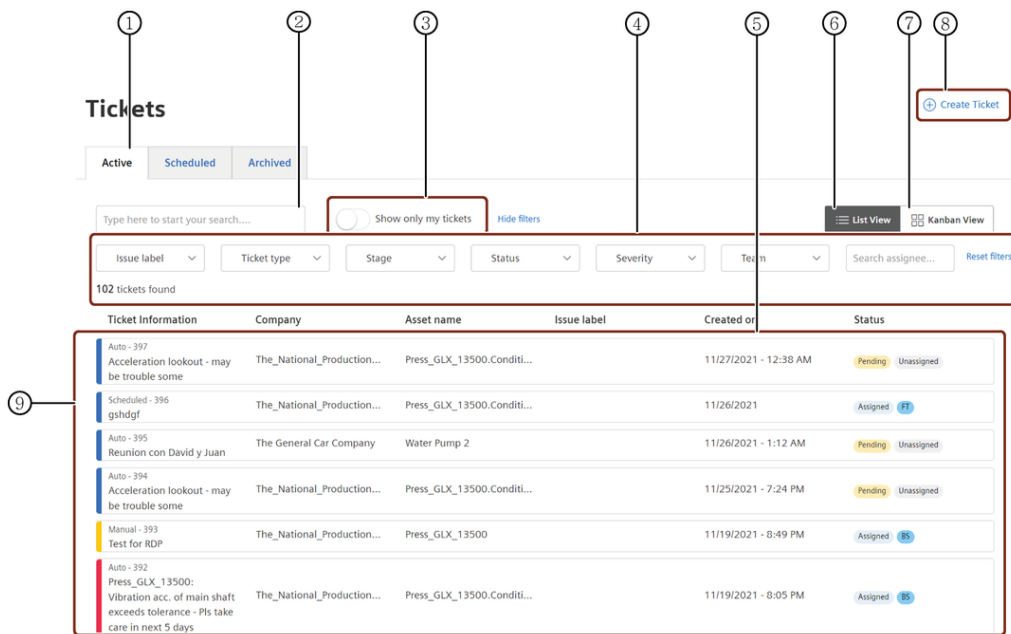 ① ② ③ ④ ⑤ ⑥ ⑦ ⑧
Tickets
Create Ticket
Active Scheduled Archived
Type here to start your search.... Show only my tickets Hide filters List View Kanban View
Issue label Ticket type Stage Status Severity Team Search assignee... Reset filters
102 tickets found
Ticket Information Company Asset name Issue label Created on Status
Auto - 397
Acceleration lookout - may be trouble some The_National_Production... Press_GLX_13500.Conditi... 11/27/2021 - 12:38 AM Pending Unassigned
⑨
Scheduled - 396
gshdgf The_National_Production... Press_GLX_13500.Conditi... 11/26/2021 Assigned FT
Auto - 395
Reunion con David y Juan The General Car Company Water Pump 2 11/26/2021 - 1:12 AM Pending Unassigned
Auto - 394
Acceleration lookout - may be trouble some The_National_Production... Press_GLX_13500.Conditi... 11/25/2021 - 7:24 PM Pending Unassigned
Manual - 393
Test for RDP The_National_Production... Press_GLX_13500 11/19/2021 - 8:49 PM Assigned BS
Auto - 392
Press_GLX_13500: Vibration acc. of main shaft exceeds tolerance - Pls take care in next 5 days The_National_Production... Press_GLX_13500.Conditi... 11/19/2021 - 8:05 PM Assigned BS